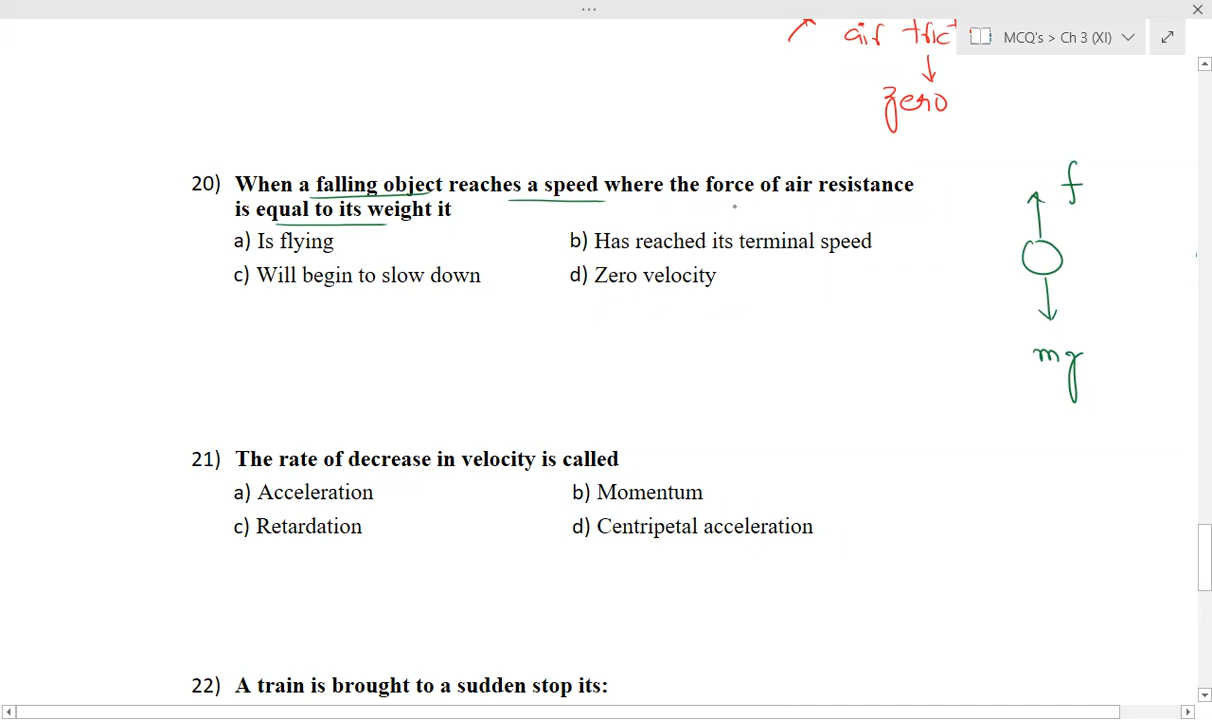 air
MCQ's > Ch 3 (XI)
zero
20) When a falling object reaches a speed where the force of air resistance
is equal to its weight it
f
a) Is flying b) Has reached its terminal speed
c) Will begin to slow down d) Zero velocity
mg
21) The rate of decrease in velocity is called
a) Acceleration b) Momentum
c) Retardation d) Centripetal acceleration
22) A train is brought to a sudden stop its: